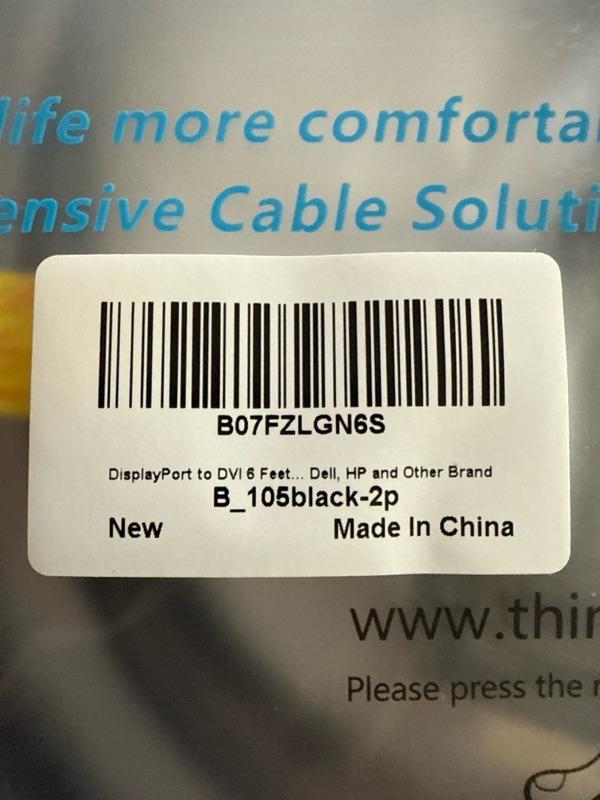 life more comforta
ensive Cable Soluti
B07FZLGN6S
DisplayPort to DVI 6 Feet... Dell, HP and Other Brand
B_105black-2p
New Made In China
www.thin
Please press the